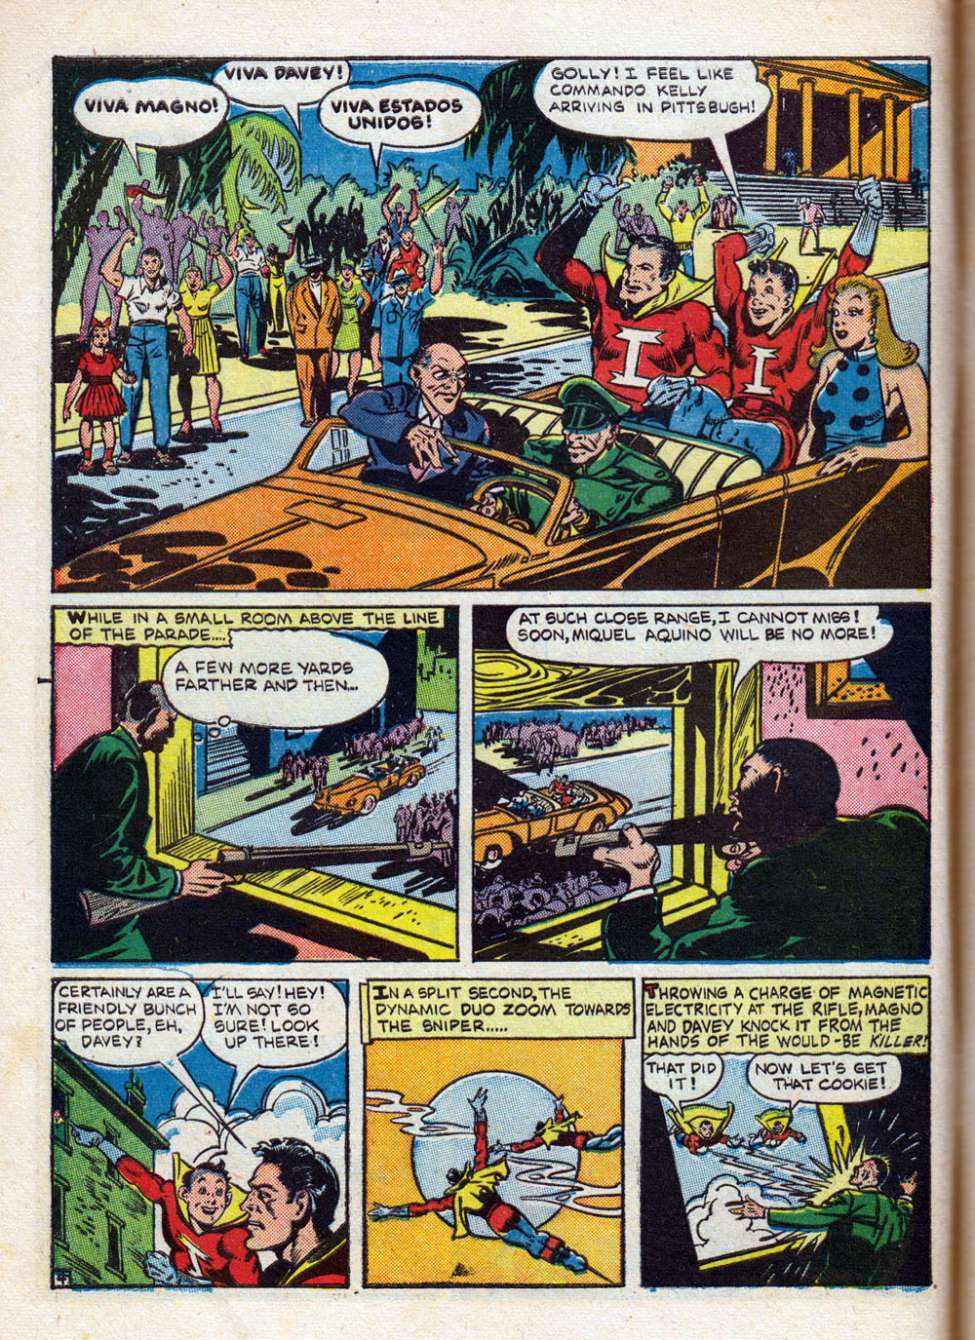 VIVA MAGNO!
VIVA DAVEY!
VIVA ESTADOS
UNIDOS!
GOLLY! I FEEL LIKE
COMMANDO KELLY
ARRIVING IN PITTSBUGH!
I
I
WHILE IN A SMALL ROOM ABOVE THE LINE
OF THE PARADE....
A FEW MORE YARDS
FARTHER AND THEN...
AT SUCH CLOSE RANGE, I CANNOT MISS!
SOON, MIQUEL AQUINO WILL BE NO MORE!
CERTAINLY ARE A
FRIENDLY BUNCH
OF PEOPLE, EH,
DAVEY?
I'LL SAY! HEY!
I'M NOT SO
SURE! LOOK
UP THERE!
I
IN A SPLIT SECOND, THE
DYNAMIC DUO ZOOM TOWARDS
THE SNIPER.....
THROWING A CHARGE OF MAGNETIC
ELECTRICITY AT THE RIFLE, MAGNO
AND DAVEY KNOCK IT FROM THE
HANDS OF THE WOULD-BE KILLER!
THAT DID
IT!
NOW LET'S GET
THAT COOKIE!